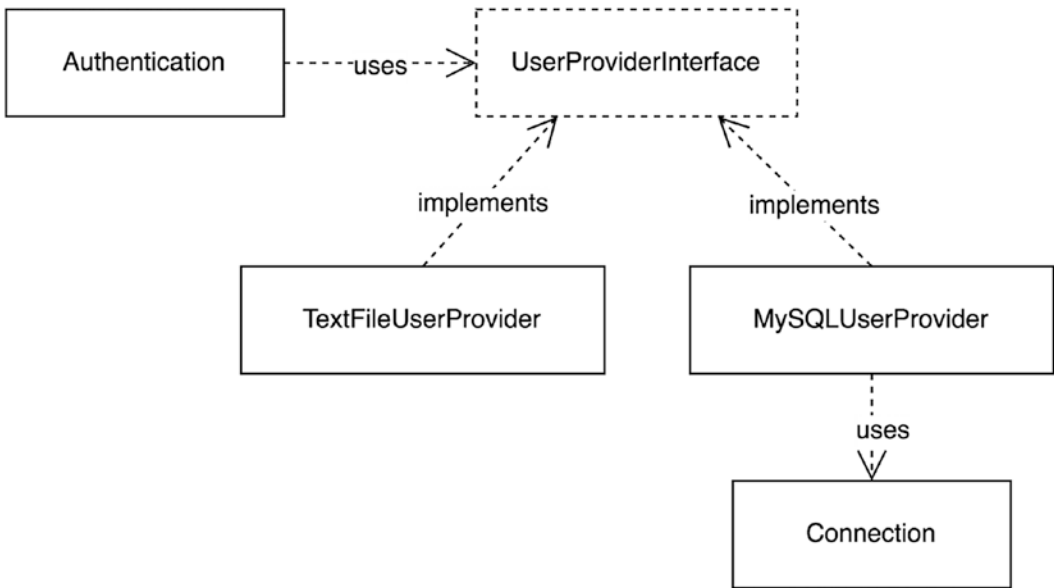 Authentication
uses
UserProviderInterface
implements
implements
TextFileUserProvider
MySQLUserProvider
uses
Connection